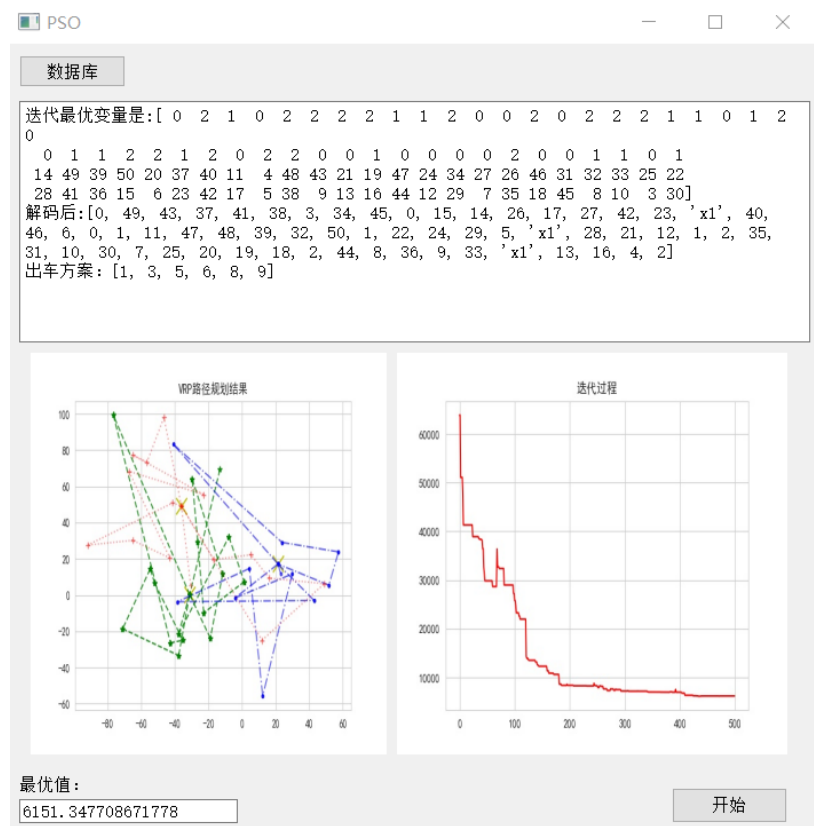 PSO
数据库
迭代最优变量是:[ 0 2 1 0 2 2 2 2 1 1 2 0 0 2 0 2 2 2 1 1 0 1 2
0
0 1 1 2 2 1 2 0 2 2 0 0 1 0 0 0 0 2 0 0 1 1 0 1
14 49 39 50 20 37 40 11 4 48 43 21 19 47 24 34 27 26 46 31 32 33 25 22
28 41 36 15 6 23 42 17 5 38 9 13 16 44 12 29 7 35 18 45 8 10 3 30]
解码后:[0, 49, 43, 37, 41, 38, 3, 34, 45, 0, 15, 14, 26, 17, 27, 42, 23, 'x1', 40,
46, 6, 0, 1, 11, 47, 48, 39, 32, 50, 1, 22, 24, 29, 5, 'x1', 28, 21, 12, 1, 2, 35,
31, 10, 30, 7, 25, 20, 19, 18, 2, 44, 8, 36, 9, 33, 'x1', 13, 16, 4, 2]
出车方案: [1, 3, 5, 6, 8, 9]
VRP路径规划结果
100
80
60
40
20
0
-20
-40
-60
-80 -60 -40 -20 0 20 40 60
迭代过程
60000
50000
40000
30000
20000
10000
0 100 200 300 400 500
最优值:
6151.347708671778
开始